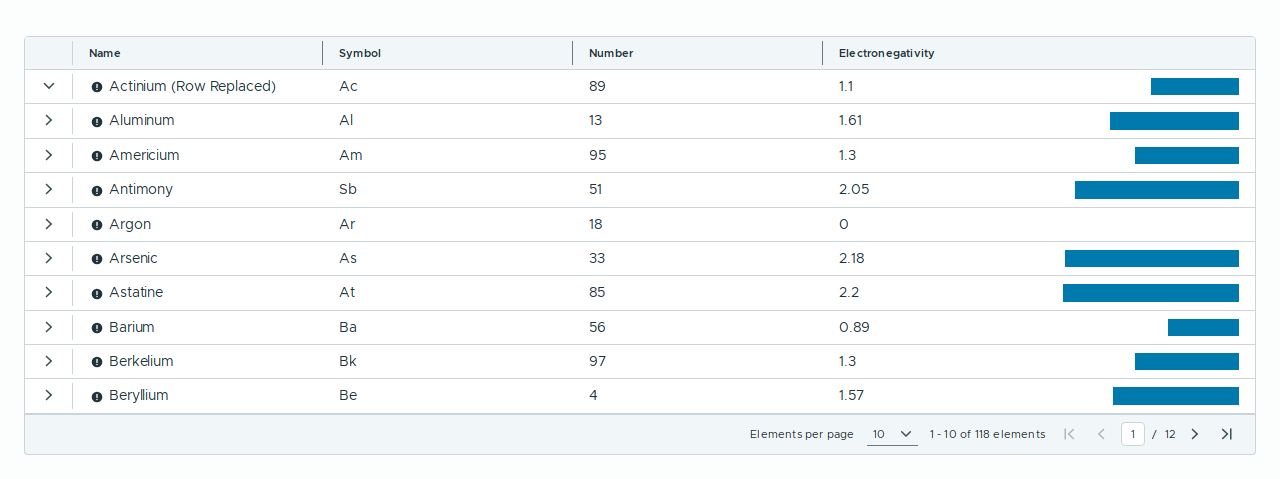 Name Symbol Number Electronegativity
Actinium (Row Replaced) Ac 89 1.1
Aluminum Al 13 1.61
Americium Am 95 1.3
Antimony Sb 51 2.05
Argon Ar 18 0
Arsenic As 33 2.18
Astatine At 85 2.2
Barium Ba 56 0.89
Berkelium Bk 97 1.3
Beryllium Be 4 1.57
Elements per page 10 1 - 10 of 118 elements 1 / 12